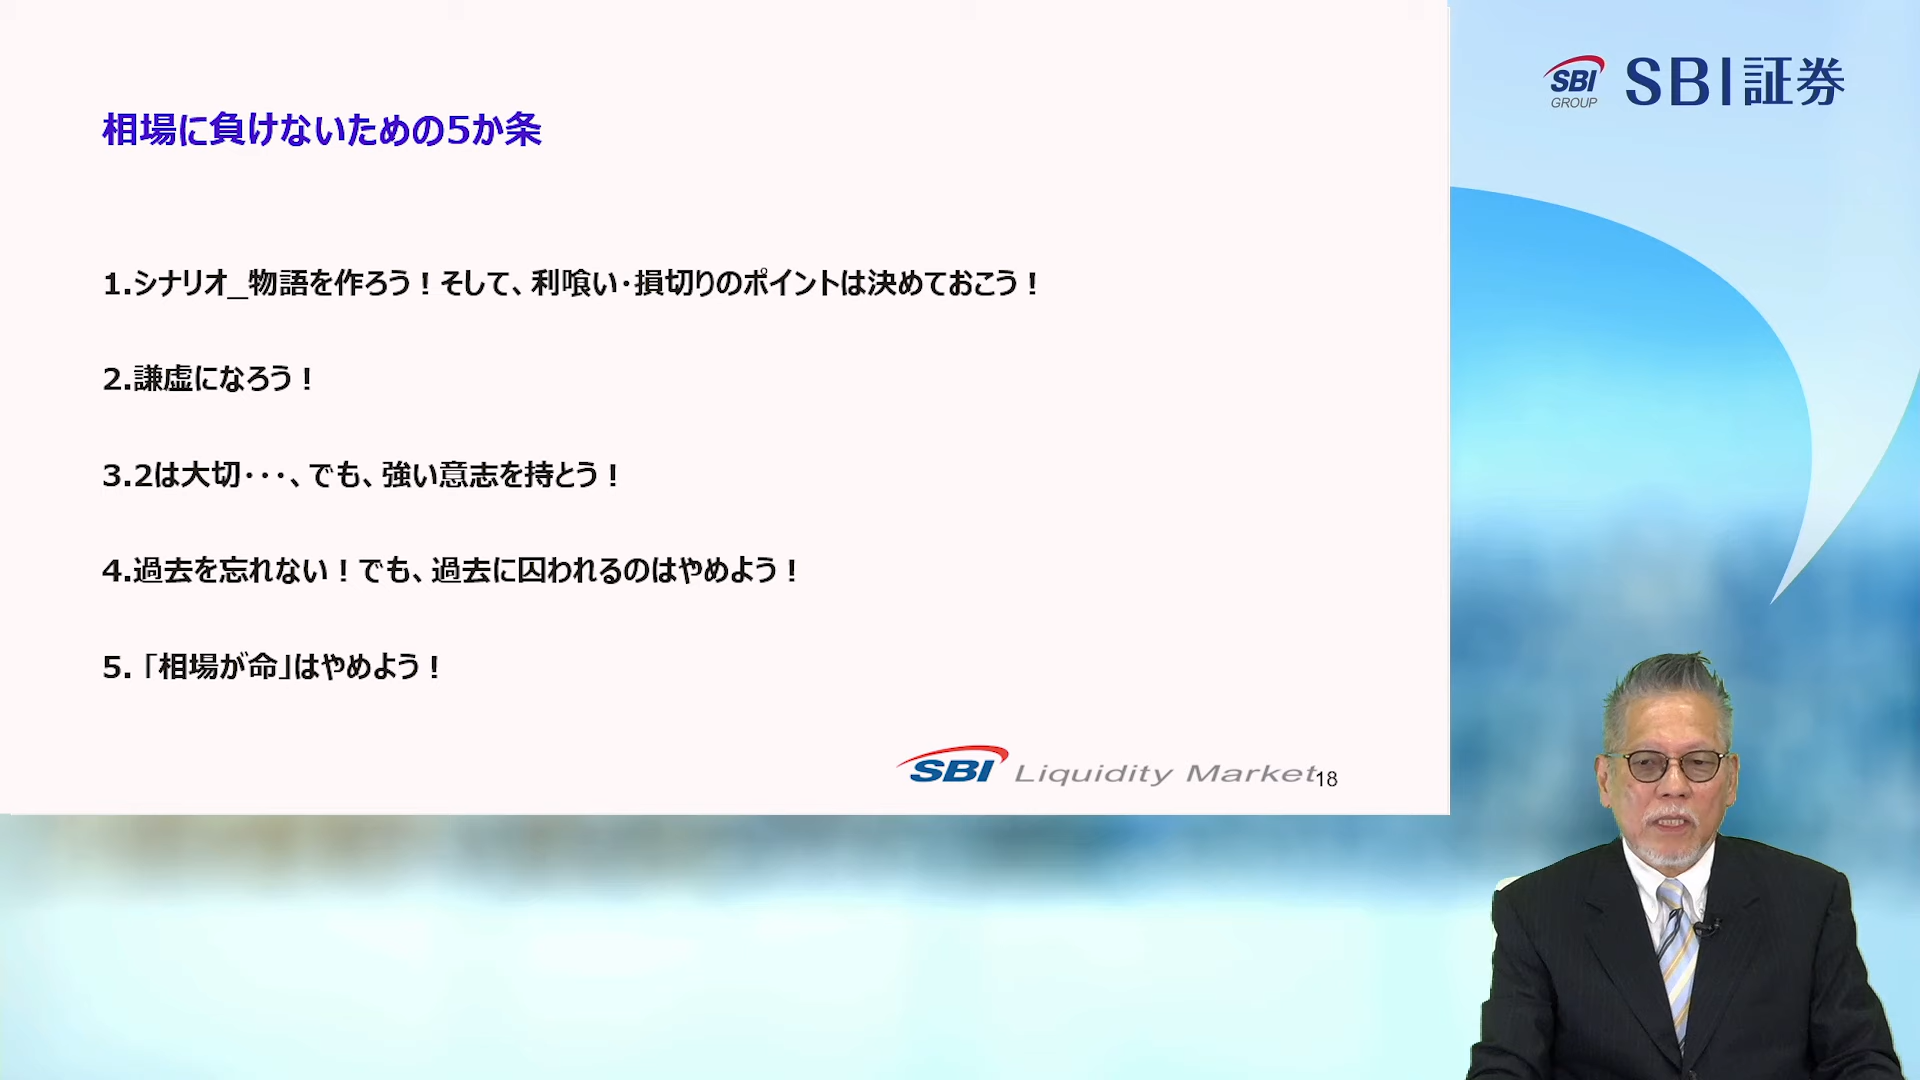 SBI
GROUP
SBI証券
相場に負けないための5か条
1.シナリオ_物語を作ろう！そして、利喰い・損切りのポイントは決めておこう！
2.謙虚になろう！
3.2は大切・・・、でも、強い意志を持とう！
4.過去を忘れない！でも、過去に囚われるのはやめよう！
5.「相場が命」はやめよう！
SBI Liquidity Market
18